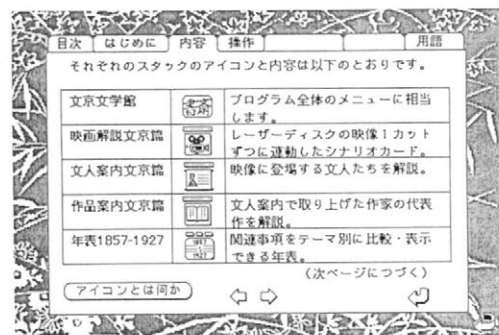 目次 はじめに 内容 操作 用語
それぞれのスタックのアイコンと内容は以下のとおりです。
文京文学館 プログラム全体のメニューに相当
します。
映画解説文京篇 レーザーディスクの映像1カット
ずつに連動したシナリオカード。
文人案内文京篇 映像に登場する文人たちを解説。
作品案内文京篇 文人案内で取り上げた作家の代表
作を解説。
年表1857-1927 関連事項をテーマ別に比較・表示
できる年表。
(次ページにつづく)
アイコンとは何か